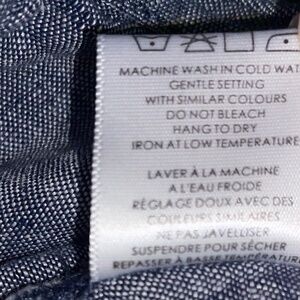 MACHINE WASH IN COLD WAT
GENTLE SETTING
WITH SIMILAR COLOURS
DO NOT BLEACH
HANG TO DRY
IRON AT LOW TEMPERATURE
LAVER À LA MACHINE
A L'EAU FROIDE
RÉGLAGE DOUX AVEC DES
COULEURS SIMILAIRES
NE PAS JAVELLISER
SUSPENDRE POUR SÉCHER
REPASSER À BASSE TEMPÉRATURE